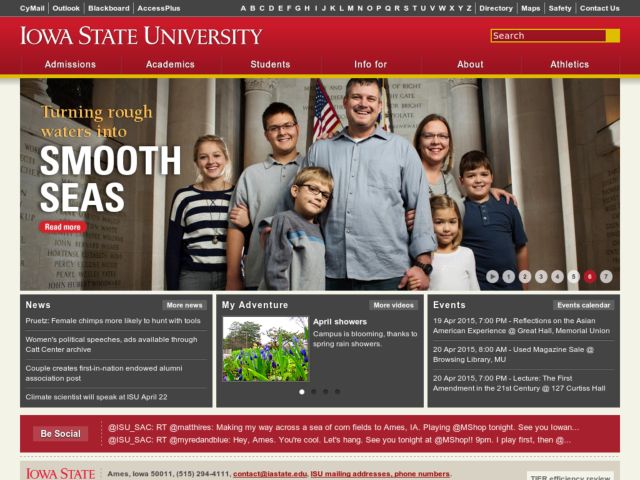 CyMail Outlook Blackboard AccessPlus
A B C D E F G H I J K L M N O P Q R S T U V W X Y Z Directory Maps Safety Contact Us
IOWA STATE UNIVERSITY
Search
Admissions Academics Students Info for About Athletics
Turning rough
waters into
SMOOTH
SEAS
Read more
1 2 3 4 5 6 7
News More news
Pruetz: Female chimps more likely to hunt with tools
Women's political speeches, ads available through
Catt Center archive
Couple creates first-in-nation endowed alumni
association post
Climate scientist will speak at ISU April 22
My Adventure More videos
April showers
Campus is blooming, thanks to
spring rain showers.
Events Events calendar
19 Apr 2015, 7:00 PM - Reflections on the Asian
American Experience @ Great Hall, Memorial Union
20 Apr 2015, 8:00 AM - Used Magazine Sale @
Browsing Library, MU
20 Apr 2015, 7:00 PM - Lecture: The First
Amendment in the 21st Century @ 127 Curtiss Hall
Be Social
@ISU_SAC: RT @matthires: Making my way across a sea of corn fields to Ames, IA. Playing @MShop tonight. See you Iowan...
@ISU_SAC: RT @myredandblue: Hey, Ames. You're cool. Let's hang. See you tonight at @MShop!! 9pm. I play first, then @...
IOWA STATE
Ames, Iowa 50011, (515) 294-4111, contact@iastate.edu, ISU mailing addresses, phone numbers.
TIER efficiency review